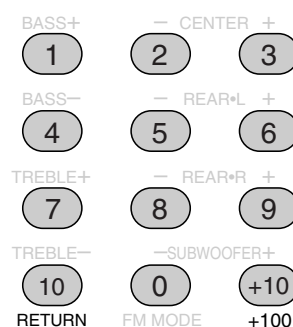 BASS+ − CENTER +
1 2 3
BASS− − REAR•L +
4 5 6
TREBLE+ − REAR•R +
7 8 9
TREBLE− −SUBWOOFER+
10 0 +10
RETURN FM MODE +100